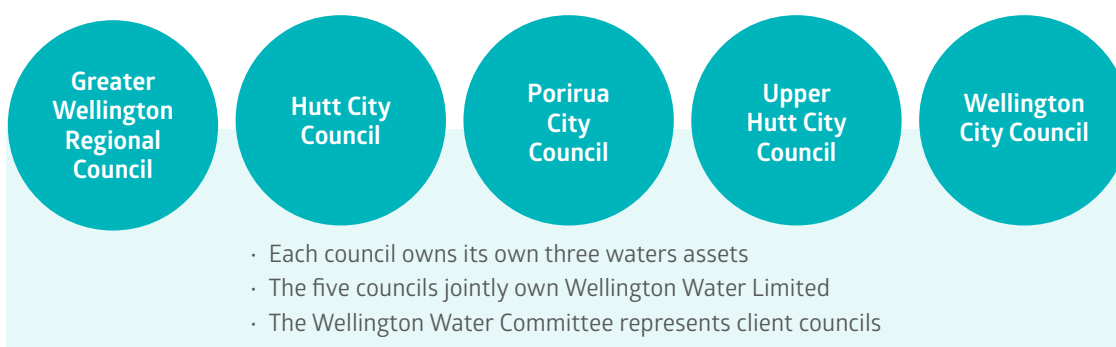 Greater
Wellington
Regional
Council
Hutt City
Council
Porirua
City
Council
Upper
Hutt City
Council
Wellington
City Council
· Each council owns its own three waters assets
· The five councils jointly own Wellington Water Limited
· The Wellington Water Committee represents client councils